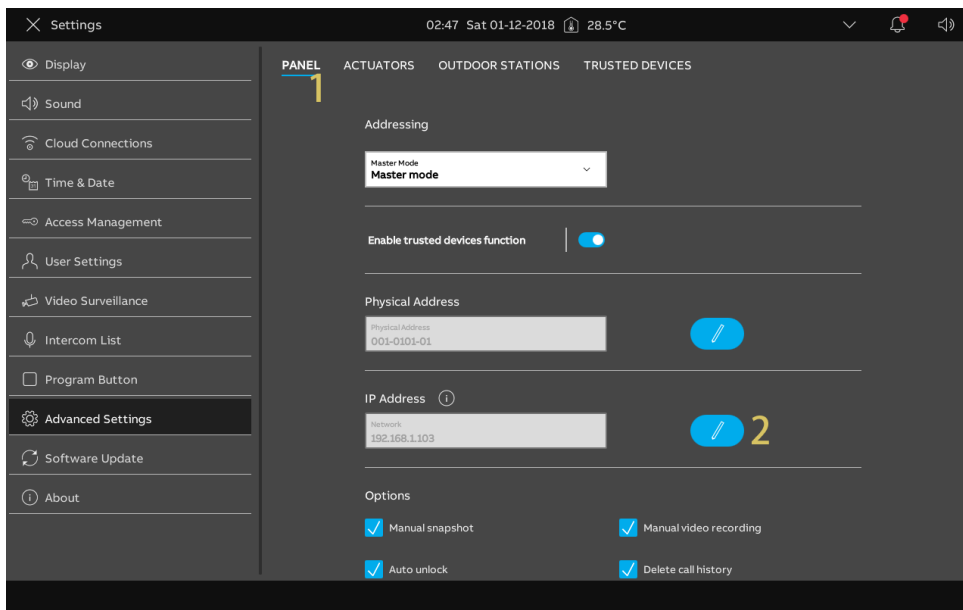 Settings
02:47 Sat 01-12-2018 28.5°C
Display
Sound
Cloud Connections
Time & Date
Access Management
User Settings
Video Surveillance
Intercom List
Program Button
Advanced Settings
Software Update
About
PANEL ACTUATORS OUTDOOR STATIONS TRUSTED DEVICES
1
Addressing
Master Mode
Master mode
Enable trusted devices function
Physical Address
Physical Address
001-0101-01
IP Address
Network
192.168.1.103
2
Options
Manual snapshot Manual video recording
Auto unlock Delete call history